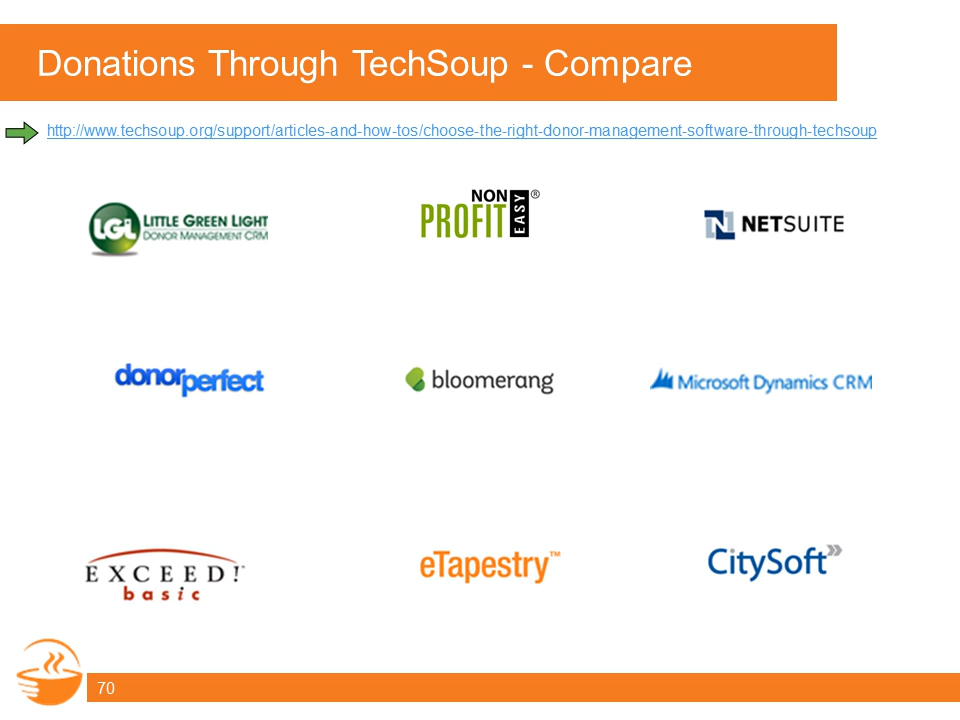 Donations Through TechSoup - Compare
http://www.techsoup.org/support/articles-and-how-tos/choose-the-right-donor-management-software-through-techsoup
LGL LITTLE GREEN LIGHT
DONOR MANAGEMENT CRM
NON
PROFIT EASY®
N NETSUITE
donorperfect
bloomerang
Microsoft Dynamics CRM
EXCEED!™
basic
eTapestry™
CitySoft
70